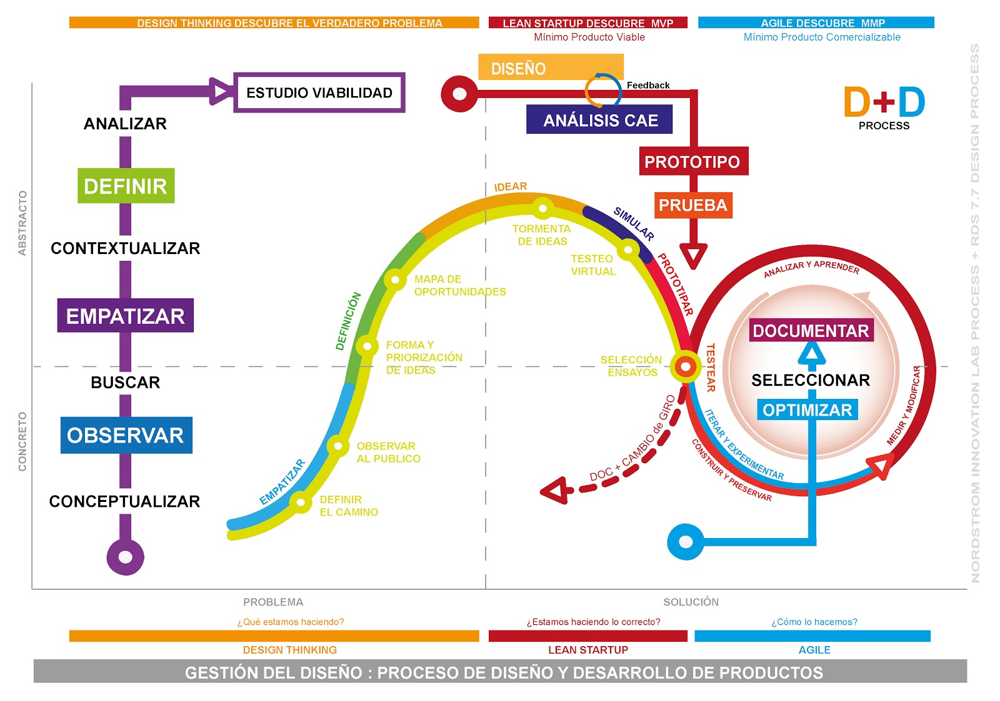 DESIGN THINKING DESCUBRE EL VERDADERO PROBLEMA
LEAN STARTUP DESCUBRE MVP
Mínimo Producto Viable
AGILE DESCUBRE MMP
Mínimo Producto Comercializable
ESTUDIO VIABILIDAD
ANALIZAR
DEFINIR
CONTEXTUALIZAR
EMPATIZAR
BUSCAR
OBSERVAR
CONCEPTUALIZAR
ABSTRACTO
CONCRETO
DISEÑO
Feedback
ANÁLISIS CAE
PROTOTIPO
PRUEBA
D+D
PROCESS
NORDSTROM INNOVATION LAB PROCESS + RDS 7.7 DESIGN PROCESS
EMPATIZAR
DEFINICIÓN
IDEAR
SIMULAR
PROTOTIPAR
TESTEAR
DEFINIR
EL CAMINO
OBSERVAR
AL PUBLICO
FORMA Y
PRIORIZACIÓN
DE IDEAS
MAPA DE
OPORTUNIDADES
TORMENTA
DE IDEAS
TESTEO
VIRTUAL
SELECCIÓN
ENSAYOS
DOC + CAMBIO de GIRO
ANALIZAR Y APRENDER
MEDIR Y MODIFICAR
ITERAR Y EXPERIMENTAR
CONSTRUIR Y PRESERVAR
DOCUMENTAR
SELECCIONAR
OPTIMIZAR
PROBLEMA
SOLUCIÓN
¿Qué estamos haciendo?
¿Estamos haciendo lo correcto?
¿Cómo lo hacemos?
DESIGN THINKING
LEAN STARTUP
AGILE
GESTIÓN DEL DISEÑO : PROCESO DE DISEÑO Y DESARROLLO DE PRODUCTOS